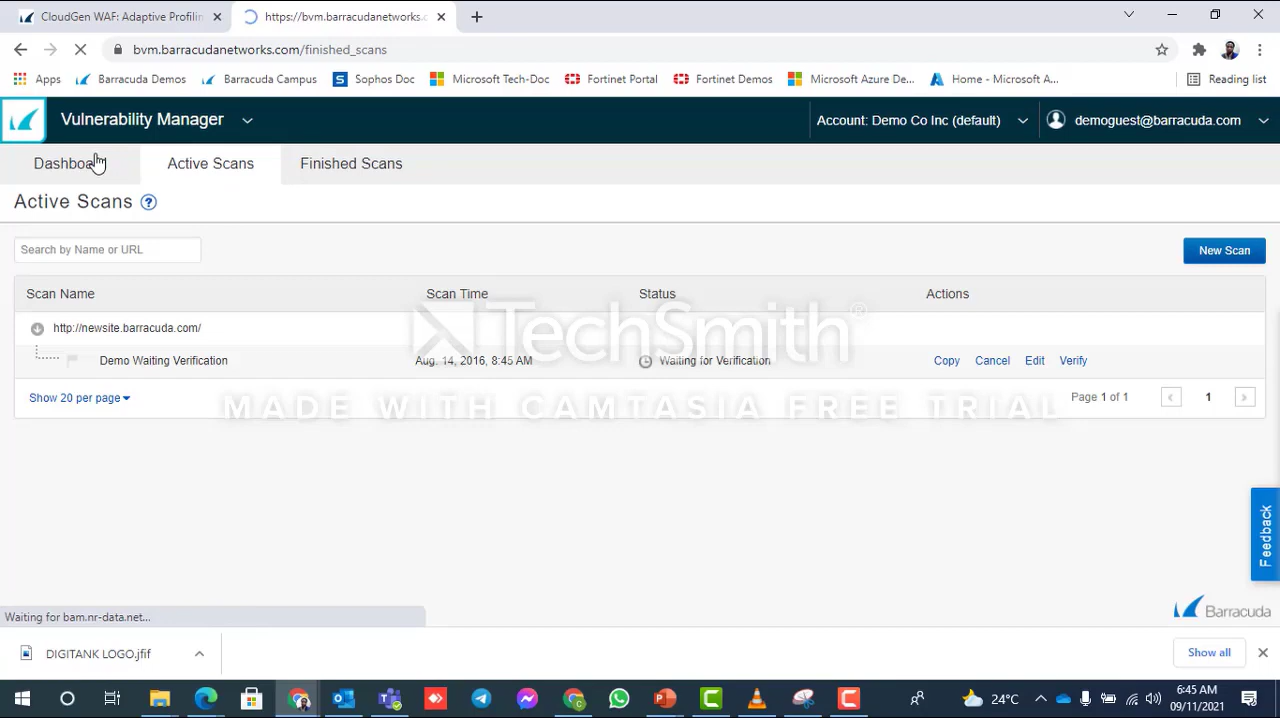 CloudGen WAF: Adaptive Profilin
https://bvm.barracudanetworks.c
bvm.barracudanetworks.com/finished_scans
Apps
Barracuda Demos
Barracuda Campus
Sophos Doc
Microsoft Tech-Doc
Fortinet Portal
Fortinet Demos
Microsoft Azure De...
Home - Microsoft A...
Reading list
Vulnerability Manager
Account: Demo Co Inc (default)
demoguest@barracuda.com
Dashboa
Active Scans
Finished Scans
Active Scans ?
Search by Name or URL
New Scan
Scan Name
Scan Time
Status
Actions
http://newsite.barracuda.com/
Demo Waiting Verification
Aug. 14, 2016, 8:45 AM
Waiting for Verification
Copy
Cancel
Edit
Verify
TechSmith®
MADE WITH CAMTASIA FREE TRIAL
Show 20 per page
Page 1 of 1
1
Feedback
Barracuda
Waiting for bam.nr-data.net...
DIGITANK LOGO.jfif
Show all
24°C
6:45 AM
09/11/2021